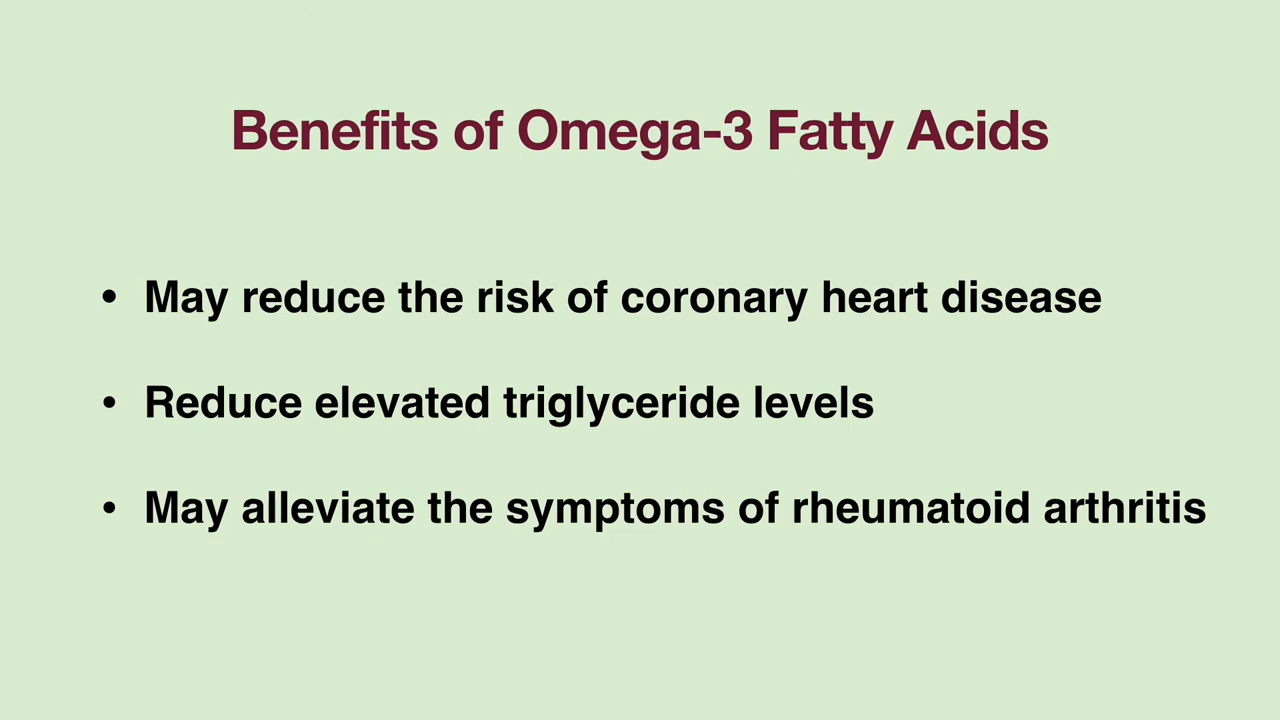 Benefits of Omega-3 Fatty Acids
• May reduce the risk of coronary heart disease
• Reduce elevated triglyceride levels
• May alleviate the symptoms of rheumatoid arthritis